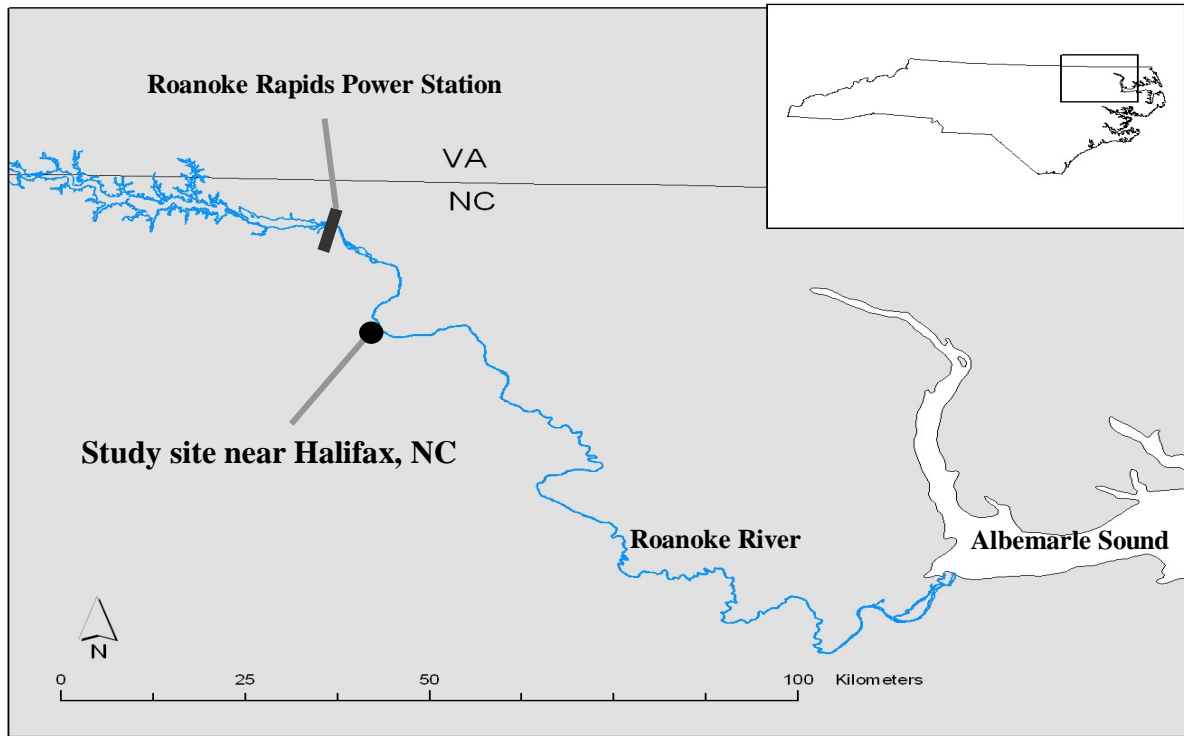 Roanoke Rapids Power Station
VA
NC
Study site near Halifax, NC
Roanoke River
Albemarle Sound
N
0 25 50 100 Kilometers